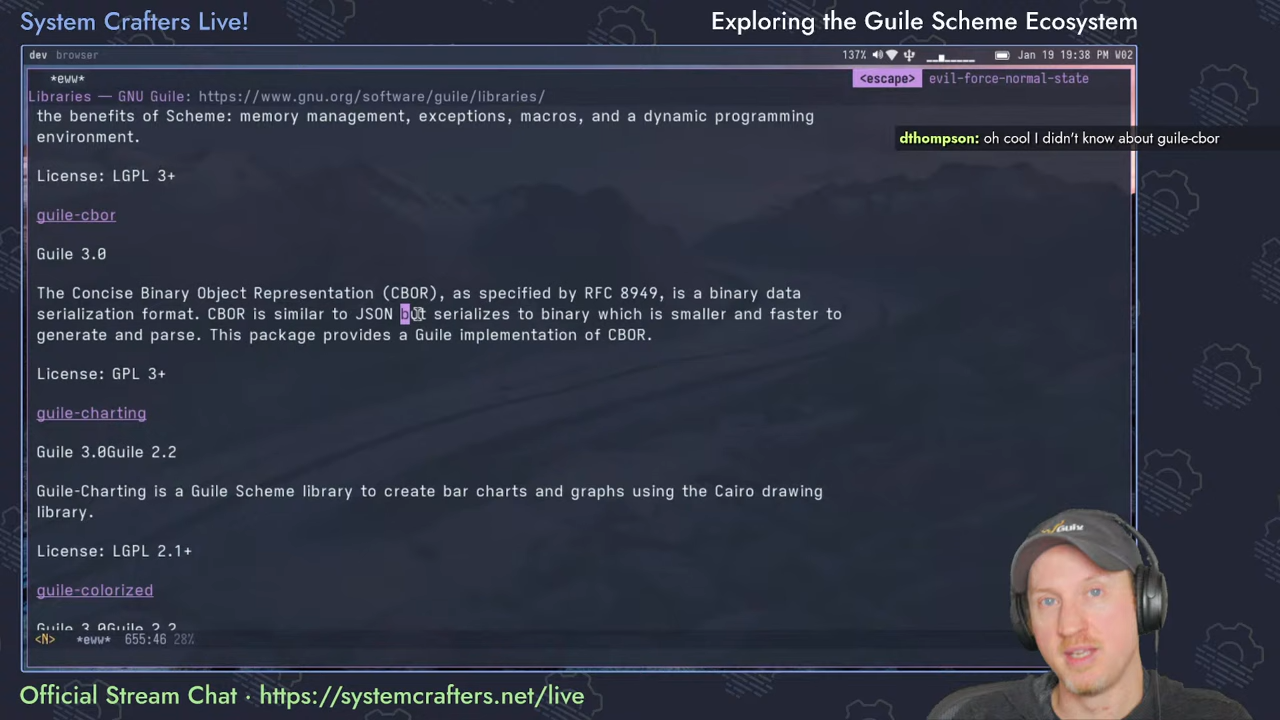 System Crafters Live!
Exploring the Guile Scheme Ecosystem
dev browser
137% Jan 19 19:38 PM W02
*eww*
<escape> evil-force-normal-state
Libraries — GNU Guile: https://www.gnu.org/software/guile/libraries/
the benefits of Scheme: memory management, exceptions, macros, and a dynamic programming
environment.
dthompson: oh cool I didn't know about guile-cbor
License: LGPL 3+
guile-cbor
Guile 3.0
The Concise Binary Object Representation (CBOR), as specified by RFC 8949, is a binary data
serialization format. CBOR is similar to JSON but serializes to binary which is smaller and faster to
generate and parse. This package provides a Guile implementation of CBOR.
License: GPL 3+
guile-charting
Guile 3.0Guile 2.2
Guile-Charting is a Guile Scheme library to create bar charts and graphs using the Cairo drawing
library.
License: LGPL 2.1+
guile-colorized
Guile 3.0Guile 2.2
<N> *eww* 655:46 28%
Guile
Official Stream Chat · https://systemcrafters.net/live